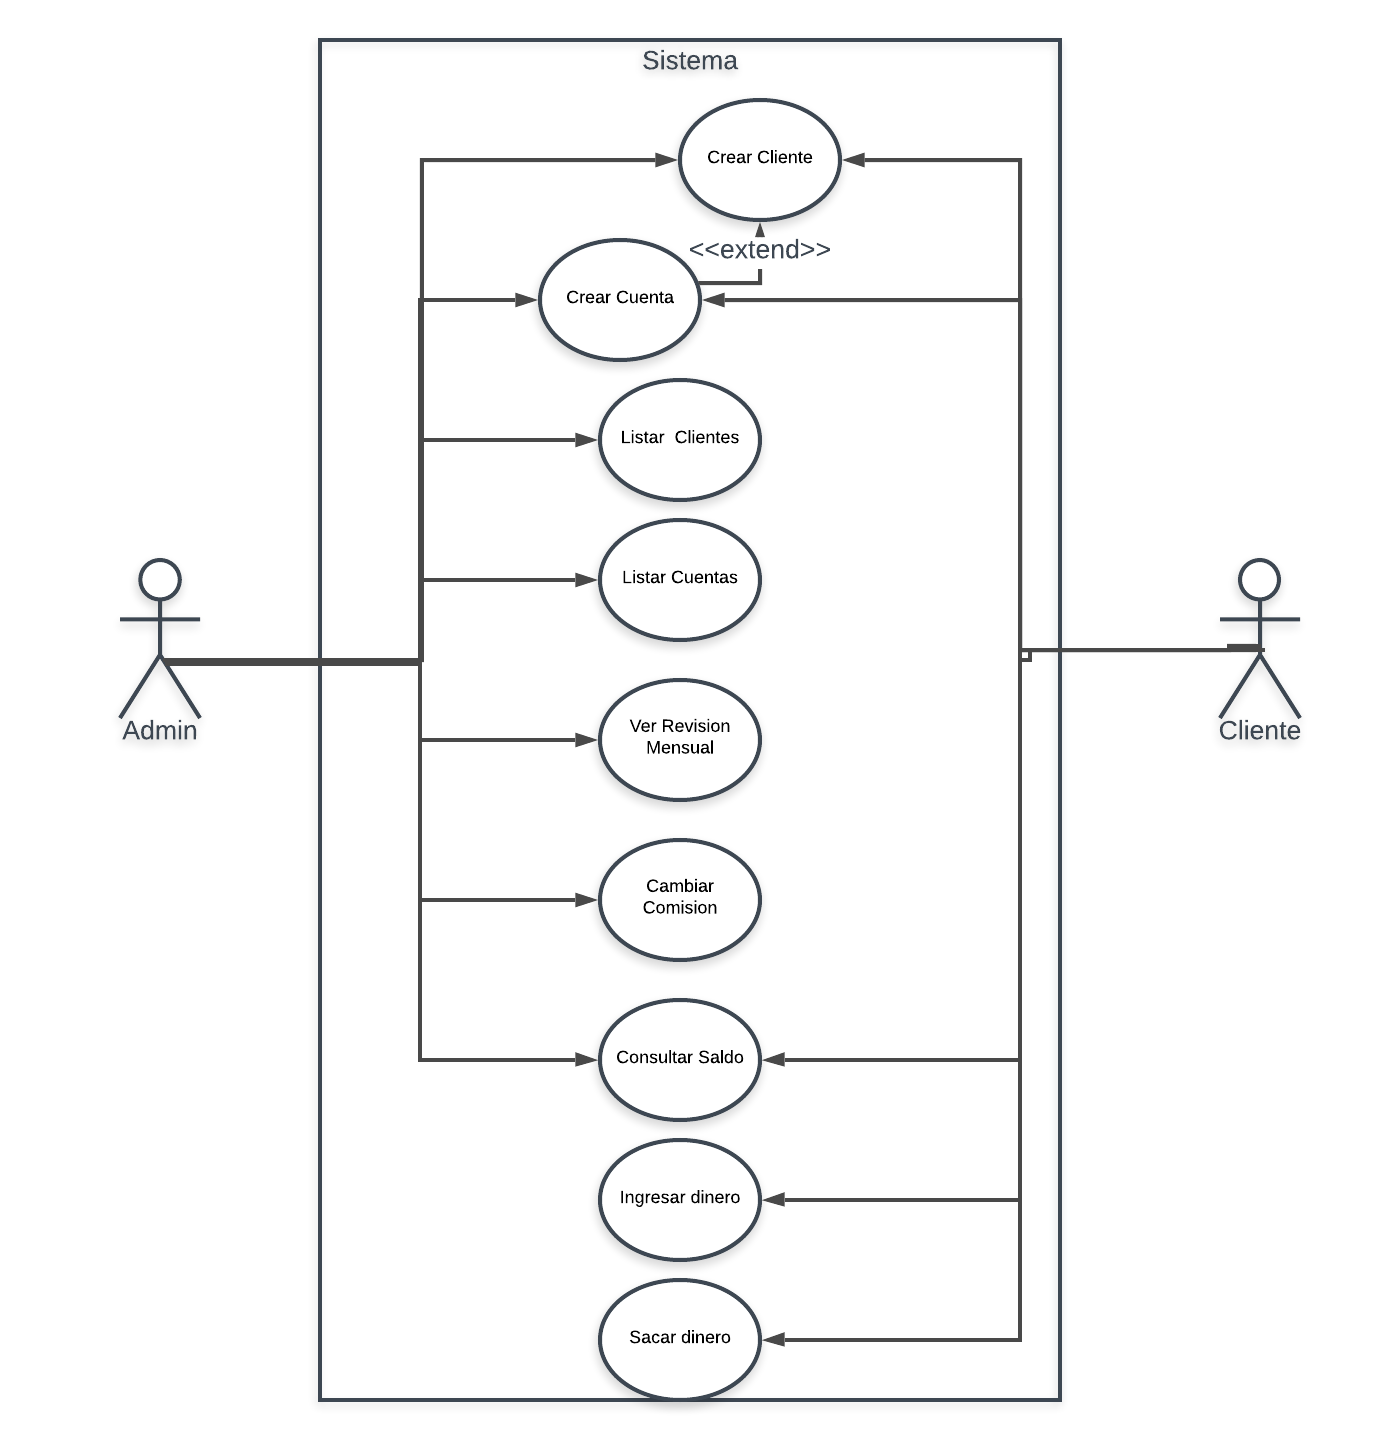 Sistema
Crear Cliente
<<extend>>
Crear Cuenta
Listar  Clientes
Listar Cuentas
Ver Revision
Mensual
Admin
Cliente
Cambiar
Comision
Consultar Saldo
Ingresar dinero
Sacar dinero